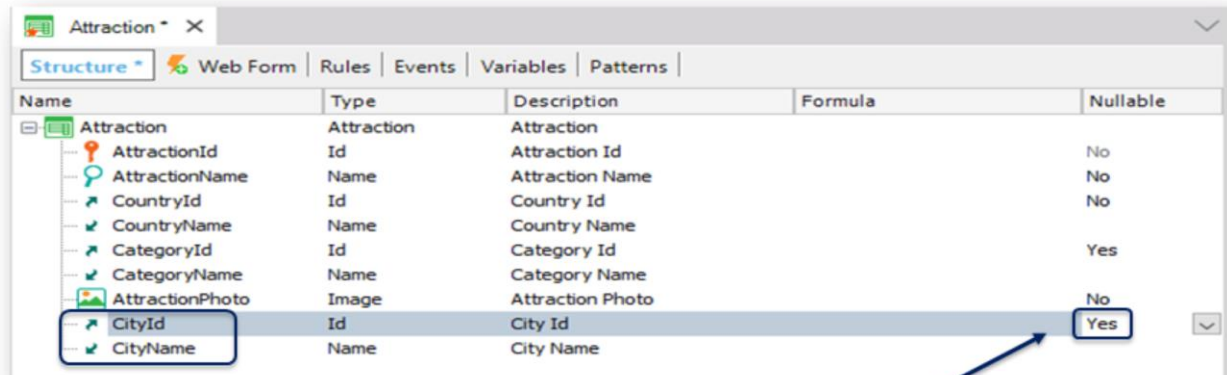 Attraction *
Structure * Web Form Rules Events Variables Patterns
Name Type Description Formula Nullable
Attraction Attraction Attraction
AttractionId Id Attraction Id No
AttractionName Name Attraction Name No
CountryId Id Country Id No
CountryName Name Country Name
CategoryId Id Category Id Yes
CategoryName Name Category Name
AttractionPhoto Image Attraction Photo No
CityId Id City Id Yes
CityName Name City Name